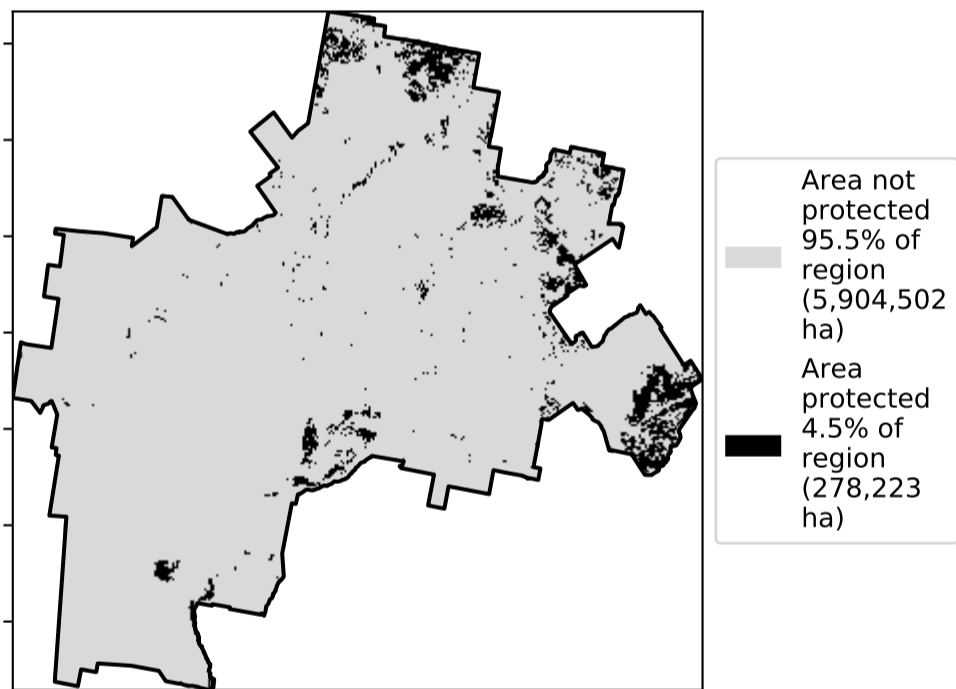 Area not
protected
95.5% of
region
(5,904,502
ha)
Area
protected
4.5% of
region
(278,223
ha)